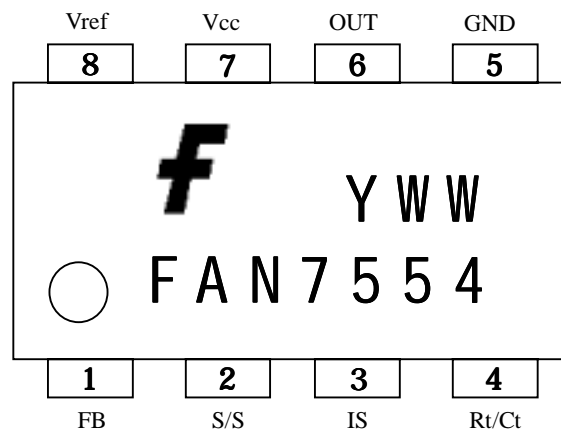 Vref Vcc OUT GND
8 7 6 5
f YWW
FAN7554
1 2 3 4
FB S/S IS Rt/Ct